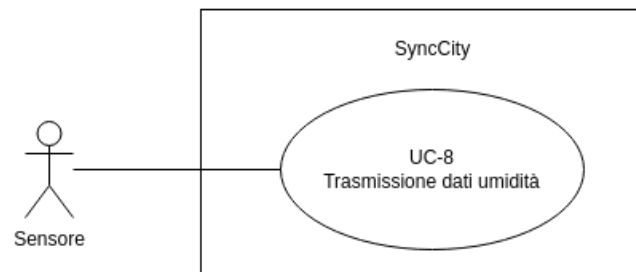 SyncCity
UC-8
Trasmissione dati umidità
Sensore